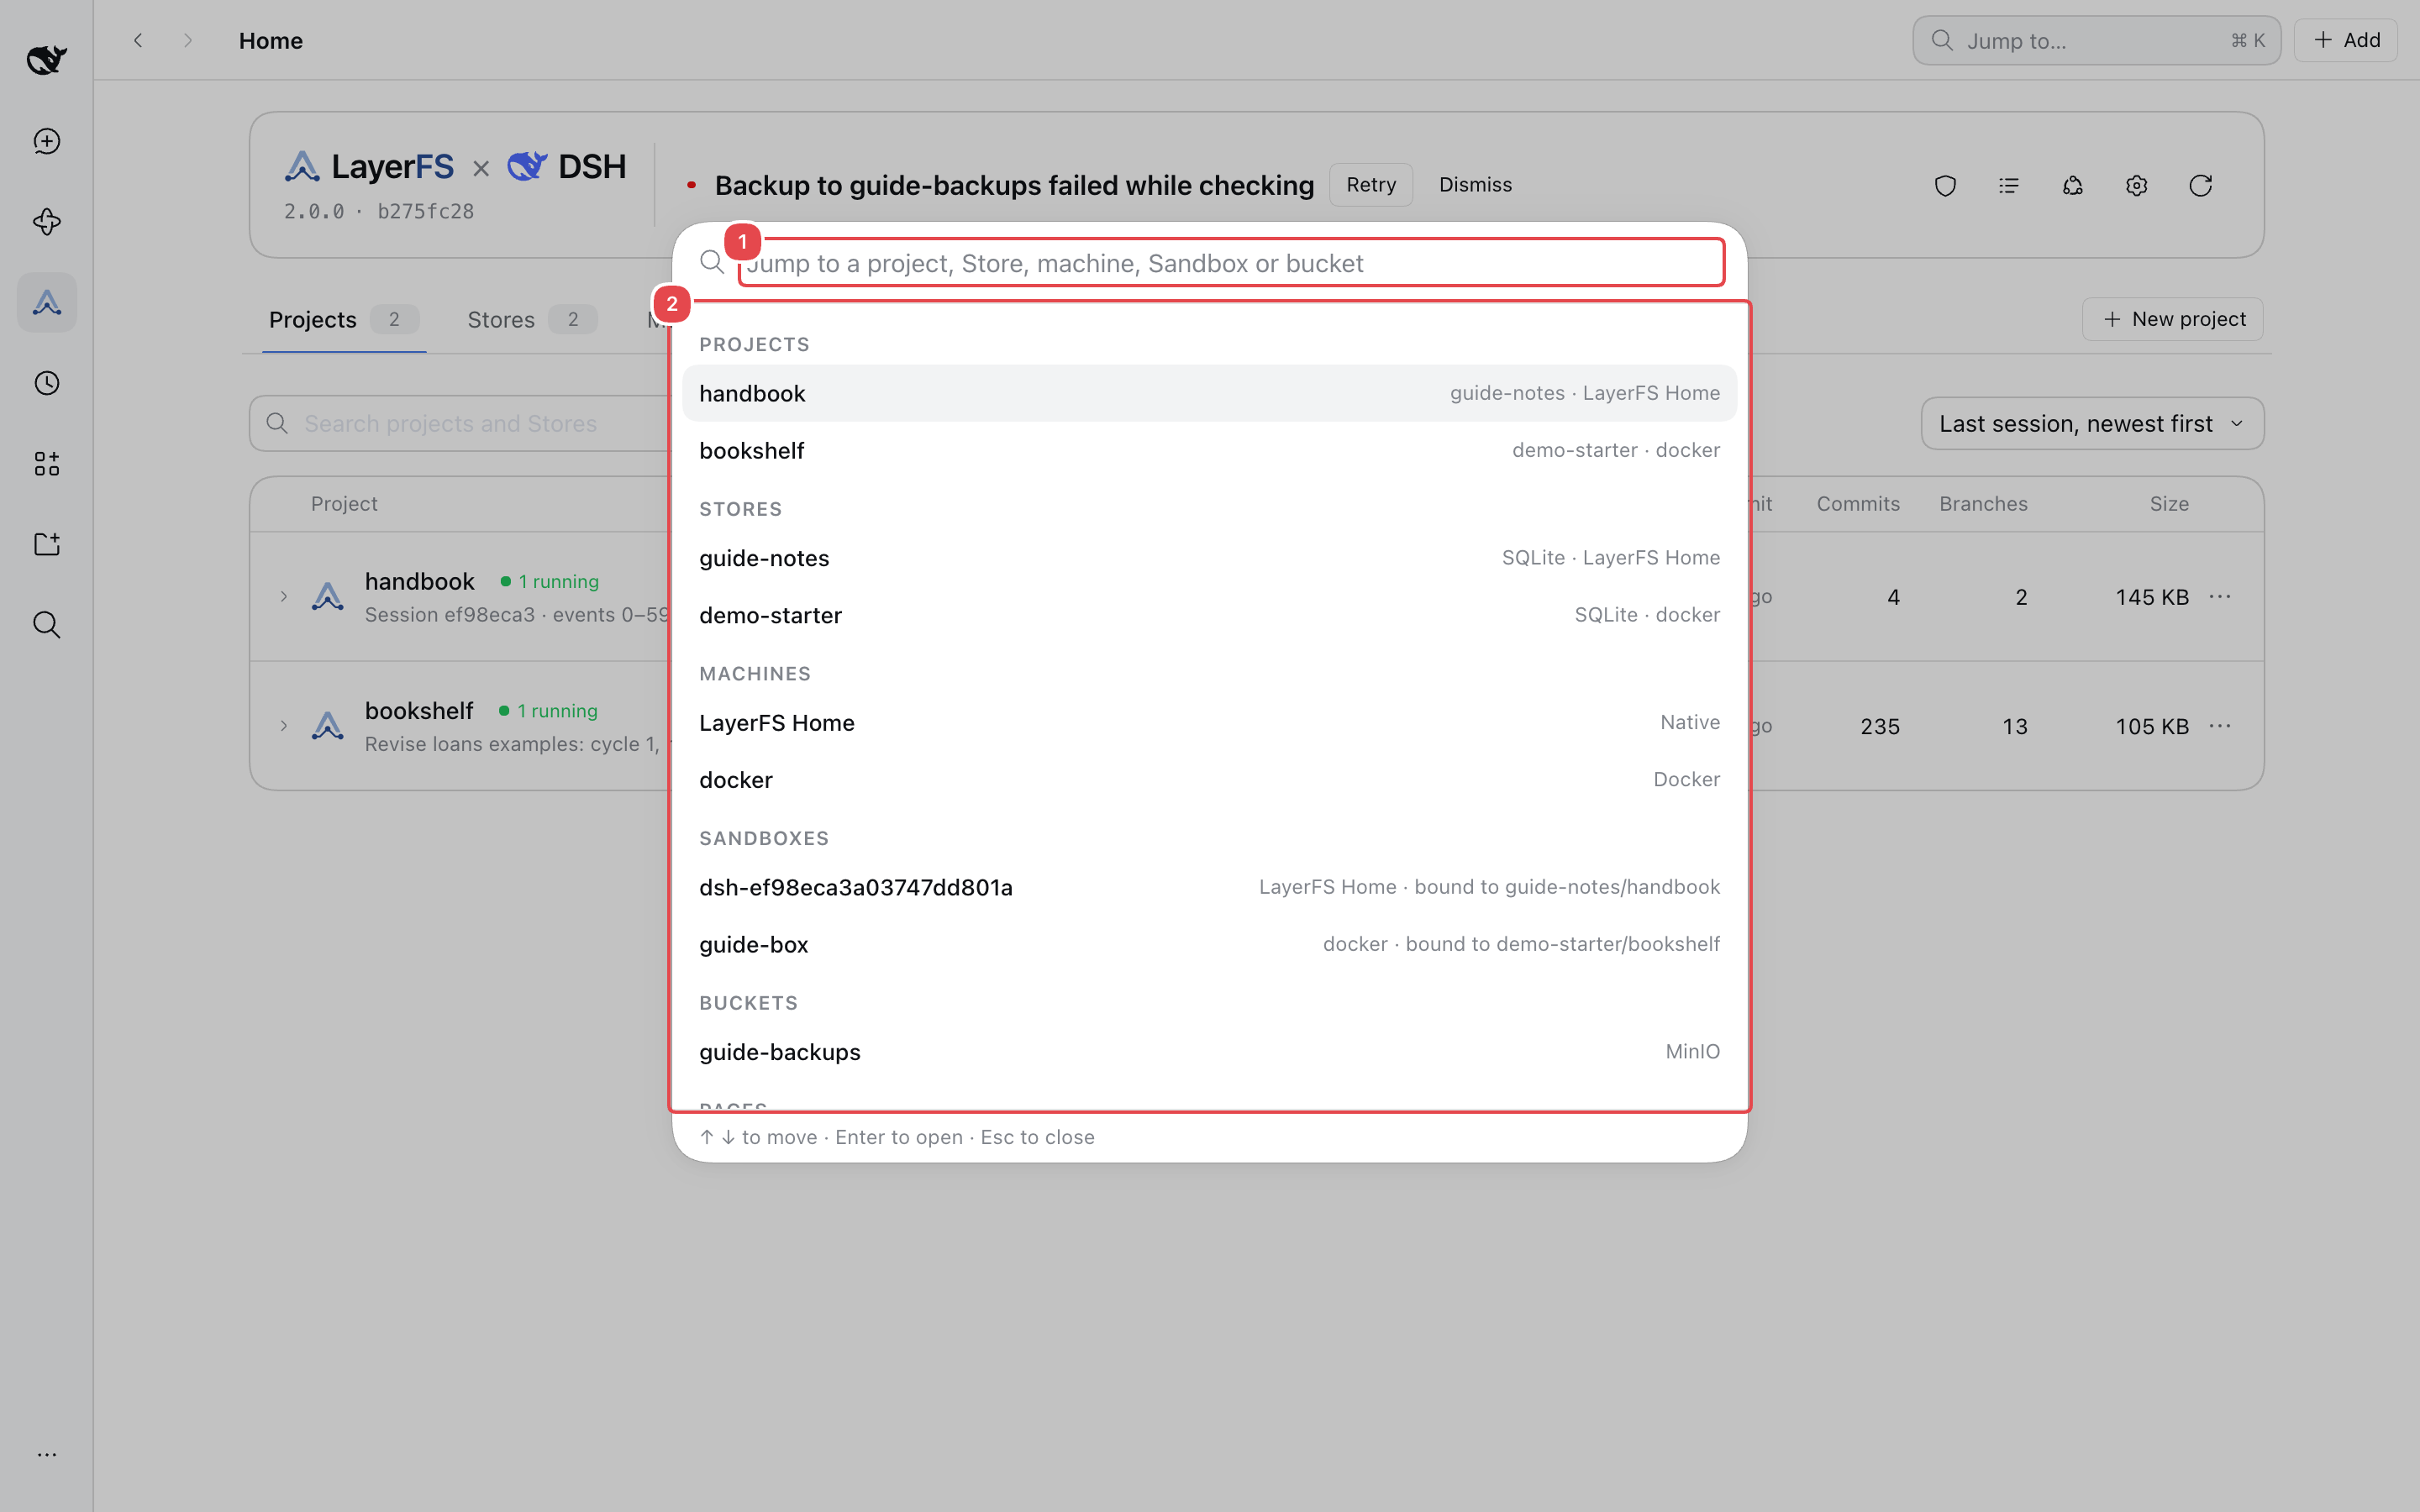 Home
Jump to... ⌘ K
+ Add
LayerFS × DSH
2.0.0 · b275fc28
Backup to guide-backups failed while checking
Retry
Dismiss
1
Jump to a project, Store, machine, Sandbox or bucket
2
Projects 2
Stores 2
+ New project
Search projects and Stores
Last session, newest first
Project
Commits
Branches
Size
handbook
1 running
Session ef98eca3 · events 0–59
4
2
145 KB
bookshelf
1 running
Revise loans examples: cycle 1,
235
13
105 KB
PROJECTS
handbook
guide-notes · LayerFS Home
bookshelf
demo-starter · docker
STORES
guide-notes
SQLite · LayerFS Home
demo-starter
SQLite · docker
MACHINES
LayerFS Home
Native
docker
Docker
SANDBOXES
dsh-ef98eca3a03747dd801a
LayerFS Home · bound to guide-notes/handbook
guide-box
docker · bound to demo-starter/bookshelf
BUCKETS
guide-backups
MinIO
PAGES
↑ ↓ to move · Enter to open · Esc to close